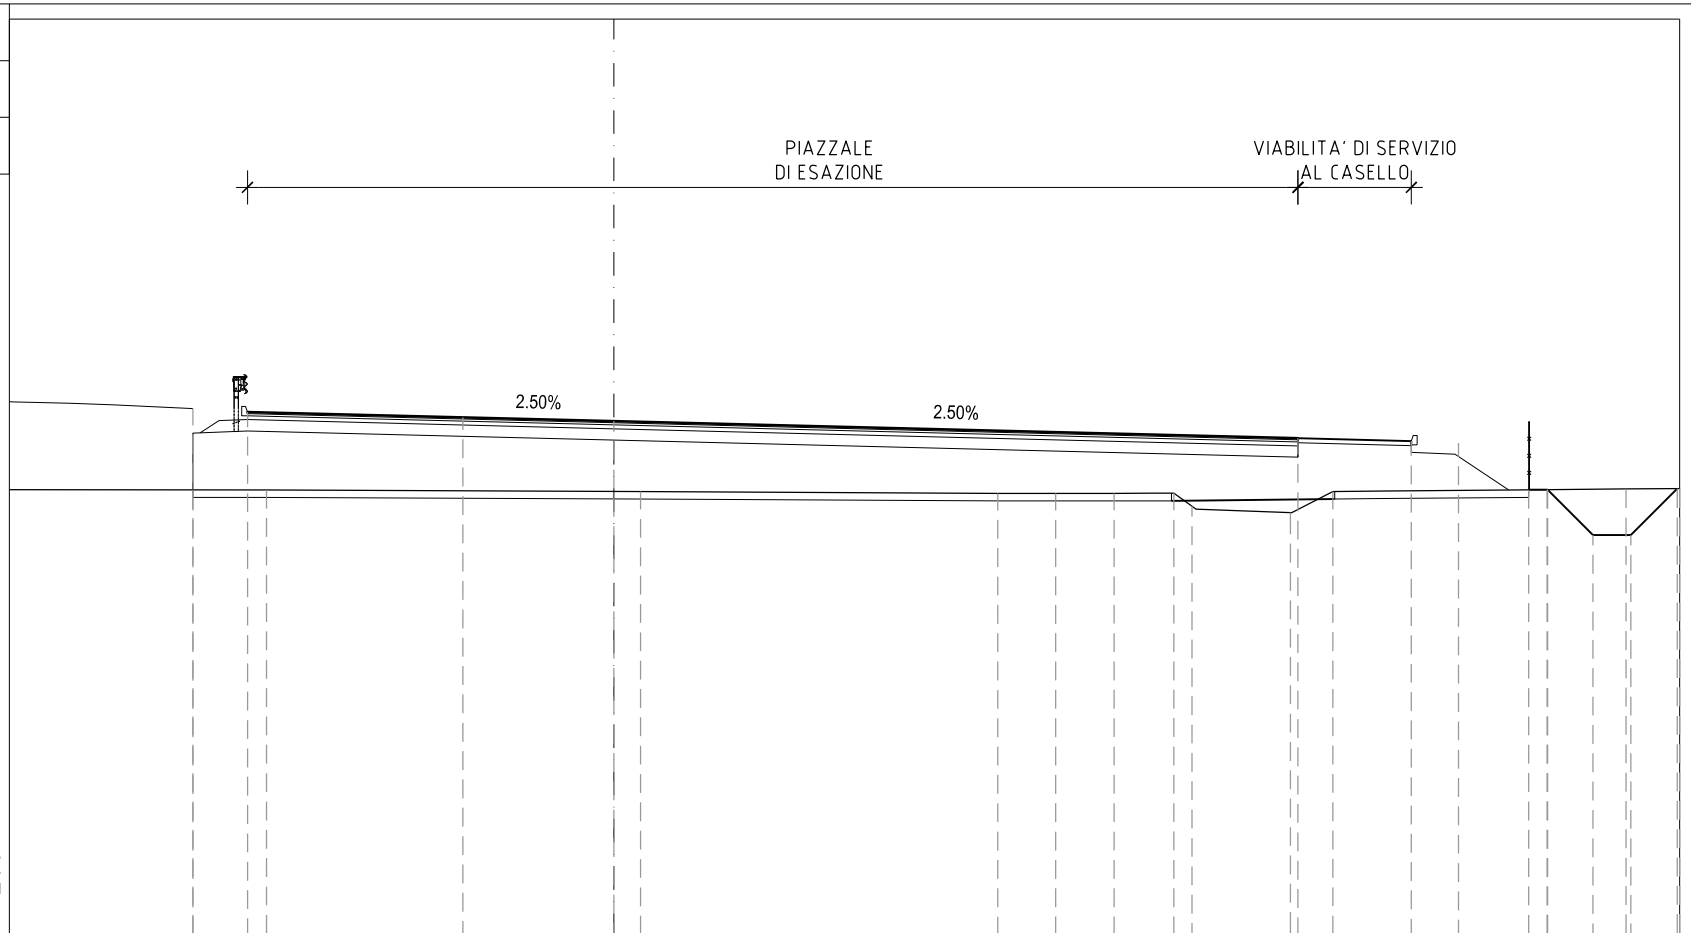 PIAZZALE
DI ESAZIONE
VIABILITA' DI SERVIZIO
AL CASELLO
2.50%
2.50%